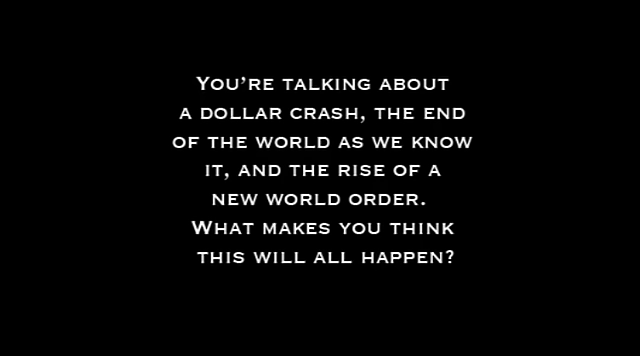 You're talking about
a dollar crash, the end
of the world as we know
it, and the rise of a
new world order.
What makes you think
this will all happen?